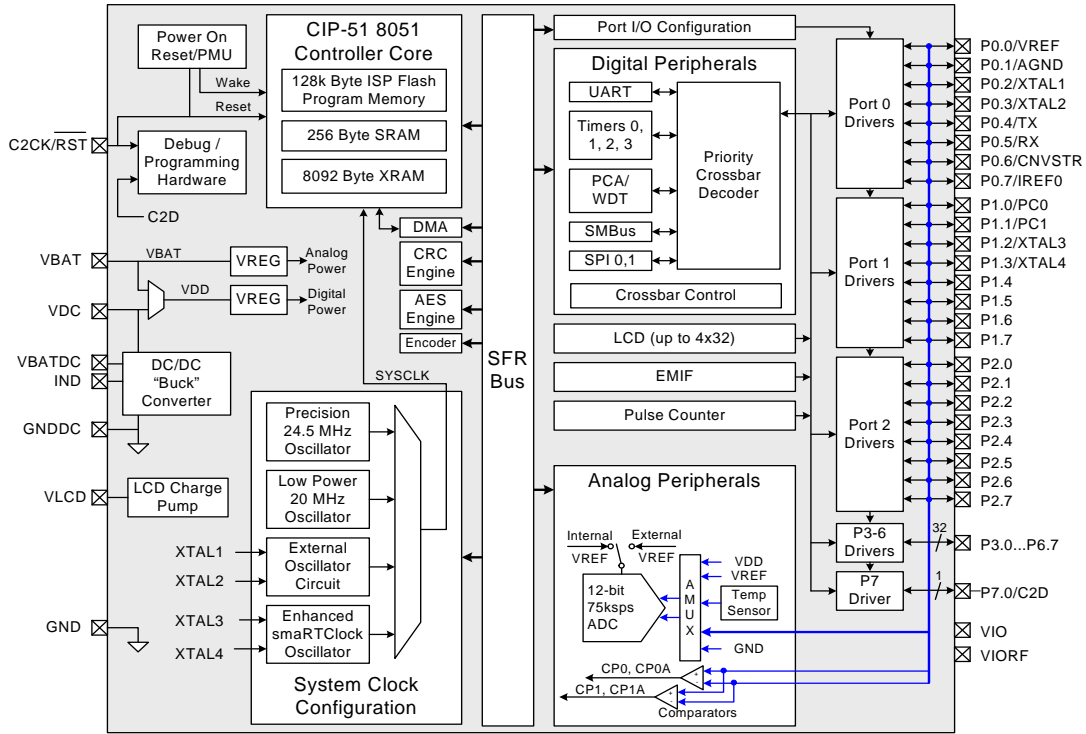 Power On
Reset/PMU
Wake
Reset
C2CK/RST
Debug /
Programming
Hardware
C2D
CIP-51 8051
Controller Core
128k Byte ISP Flash
Program Memory
256 Byte SRAM
8092 Byte XRAM
DMA
CRC
Engine
AES
Engine
Encoder
VBAT
VBAT
VREG
Analog
Power
VDC
VDD
VREG
Digital
Power
VBATDC
IND
DC/DC
“Buck”
Converter
GNDDC
VLCD
LCD Charge
Pump
GND
SYSCLK
Precision
24.5 MHz
Oscillator
Low Power
20 MHz
Oscillator
XTAL1
XTAL2
External
Oscillator
Circuit
XTAL3
XTAL4
Enhanced
smaRTClock
Oscillator
System Clock
Configuration
SFR
Bus
Port I/O Configuration
Digital Peripherals
UART
Timers 0,
1, 2, 3
PCA/
WDT
SMBus
SPI 0,1
Priority
Crossbar
Decoder
Crossbar Control
LCD (up to 4x32)
EMIF
Pulse Counter
Analog Peripherals
Internal
VREF
External
VREF
12-bit
75ksps
ADC
A
M
U
X
VDD
VREF
Temp
Sensor
GND
CP0, CP0A
CP1, CP1A
+
-
+
-
Comparators
Port 0
Drivers
Port 1
Drivers
Port 2
Drivers
P3-6
Drivers
P7
Driver
32
1
P0.0/VREF
P0.1/AGND
P0.2/XTAL1
P0.3/XTAL2
P0.4/TX
P0.5/RX
P0.6/CNVSTR
P0.7/IREF0
P1.0/PC0
P1.1/PC1
P1.2/XTAL3
P1.3/XTAL4
P1.4
P1.5
P1.6
P1.7
P2.0
P2.1
P2.2
P2.3
P2.4
P2.5
P2.6
P2.7
P3.0...P6.7
P7.0/C2D
VIO
VIORF